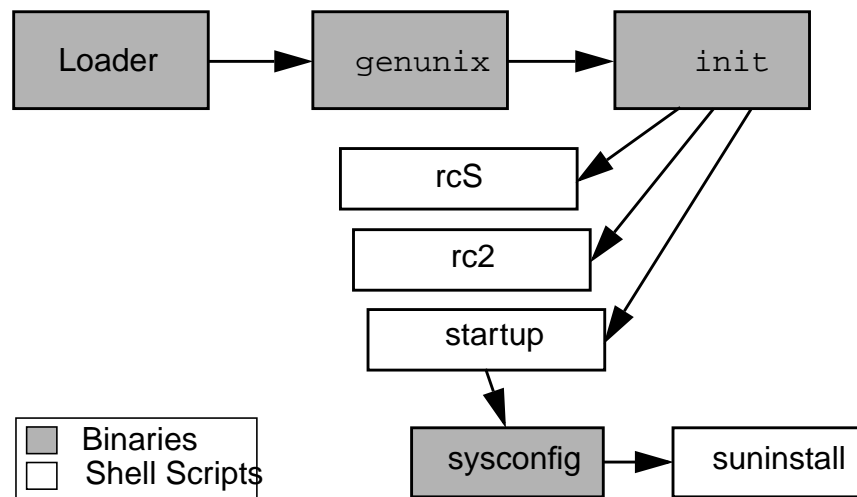 Loader
genunix
init
rcS
rc2
startup
sysconfig
suninstall
Binaries
Shell Scripts